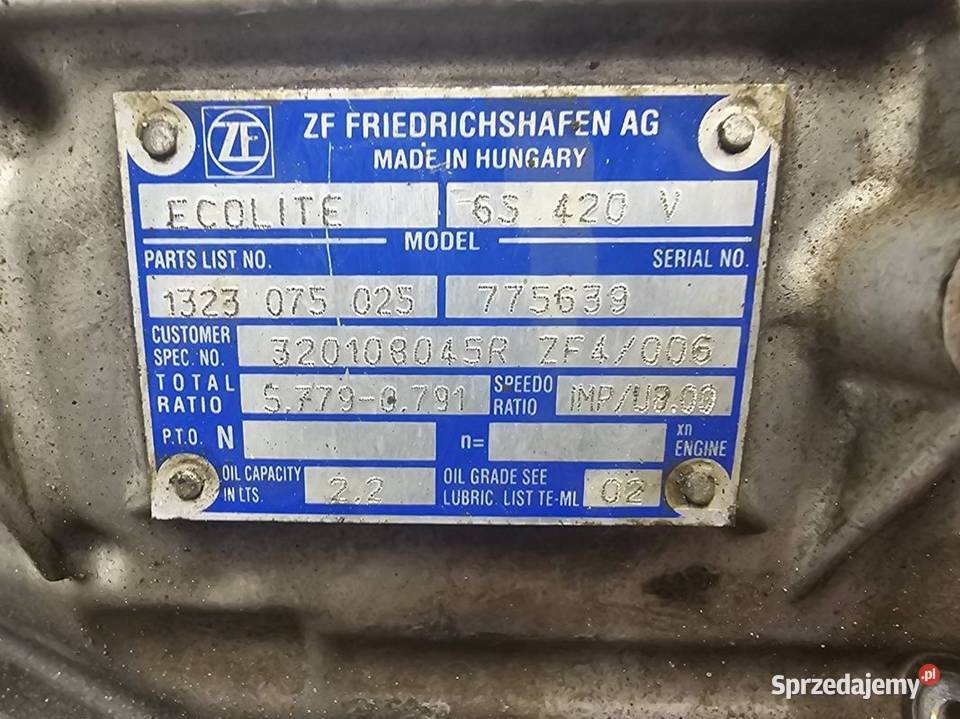 ZF FRIEDRICHSHAFEN AG
MADE IN HUNGARY
ECOLITE 6S 420 V
MODEL
PARTS LIST NO. SERIAL NO.
1323 075 025 775639
CUSTOMER SPEC. NO. 320108045R ZF4/006
TOTAL RATIO 5.779-0.791 SPEEDO RATIO IMP/U8.00
P.T.O. N n= xn ENGINE
OIL CAPACITY IN LTS. 2.2 OIL GRADE SEE LUBRIC. LIST TE-ML 02
Sprzedajemy.pl